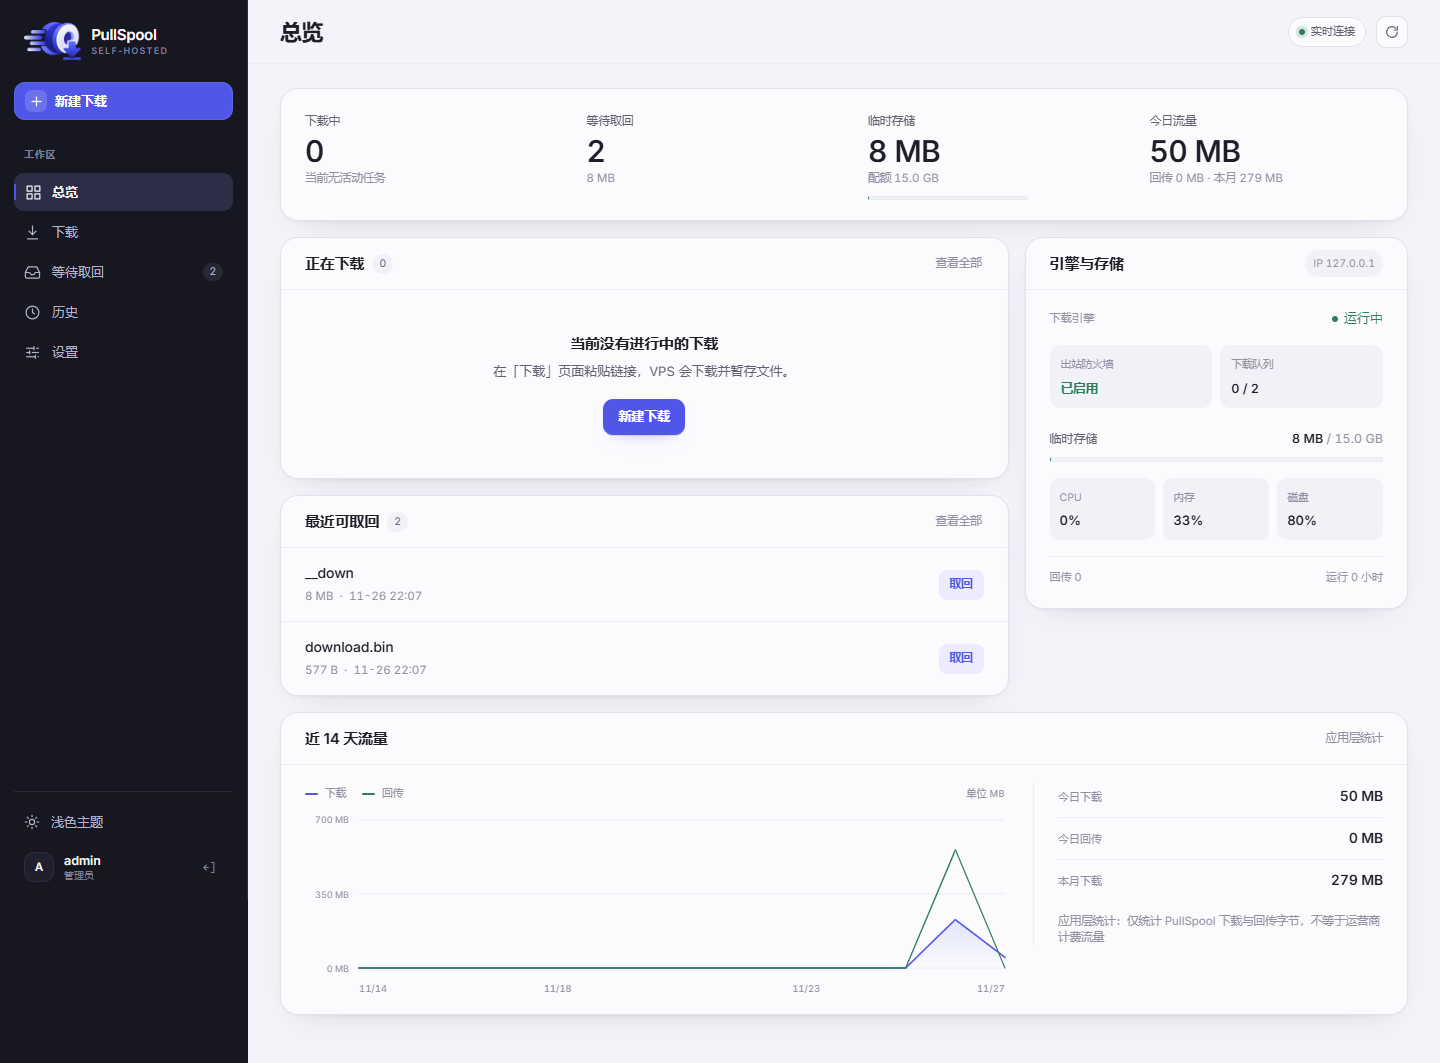 PullSpool
SELF-HOSTED
新建下载
工作区
总览
下载
等待取回 2
历史
设置
浅色主题
A
admin
管理员
总览
实时连接
下载中
0
当前无活动任务
等待取回
2
8 MB
临时存储
8 MB
配额 15.0 GB
今日流量
50 MB
回传 0 MB · 本月 279 MB
正在下载 0
查看全部
当前没有进行中的下载
在「下载」页面粘贴链接，VPS 会下载并暂存文件。
新建下载
引擎与存储
IP 127.0.0.1
下载引擎
运行中
出站防火墙
已启用
下载队列
0 / 2
临时存储
8 MB / 15.0 GB
CPU
0%
内存
33%
磁盘
80%
回传 0
运行 0 小时
最近可取回 2
查看全部
__down
8 MB · 11-26 22:07
取回
download.bin
577 B · 11-26 22:07
取回
近 14 天流量
应用层统计
下载
回传
单位 MB
700 MB
350 MB
0 MB
11/14
11/18
11/23
11/27
今日下载
50 MB
今日回传
0 MB
本月下载
279 MB
应用层统计：仅统计 PullSpool 下载与回传字节，不等于运营商
计费流量